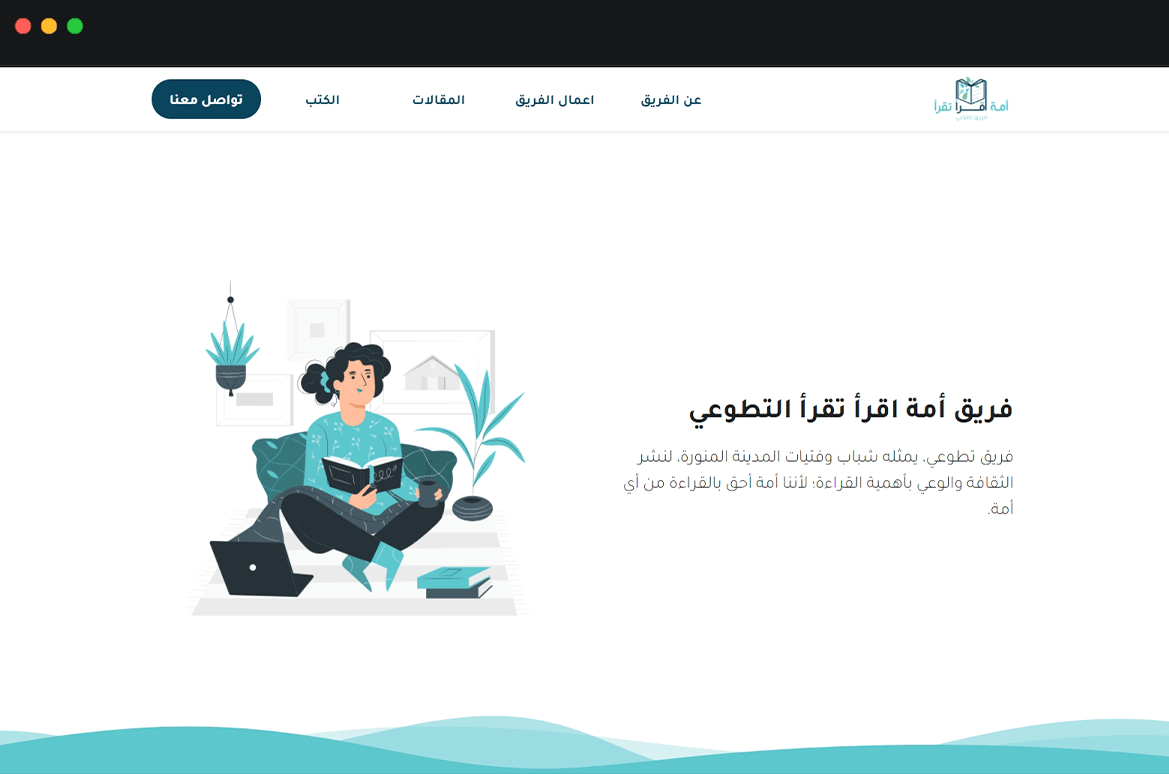 أمة اقرأ تقرأ
فريق تطوعي
عن الفريق
اعمال الفريق
المقالات
الكتب
تواصل معنا
فريق أمة اقرأ تقرأ التطوعي
فريق تطوعي، يمثله شباب وفتيات المدينة المنورة، لنشر
الثقافة والوعي بأهمية القراءة؛ لأننا أمة أحق بالقراءة من أي
أمة.